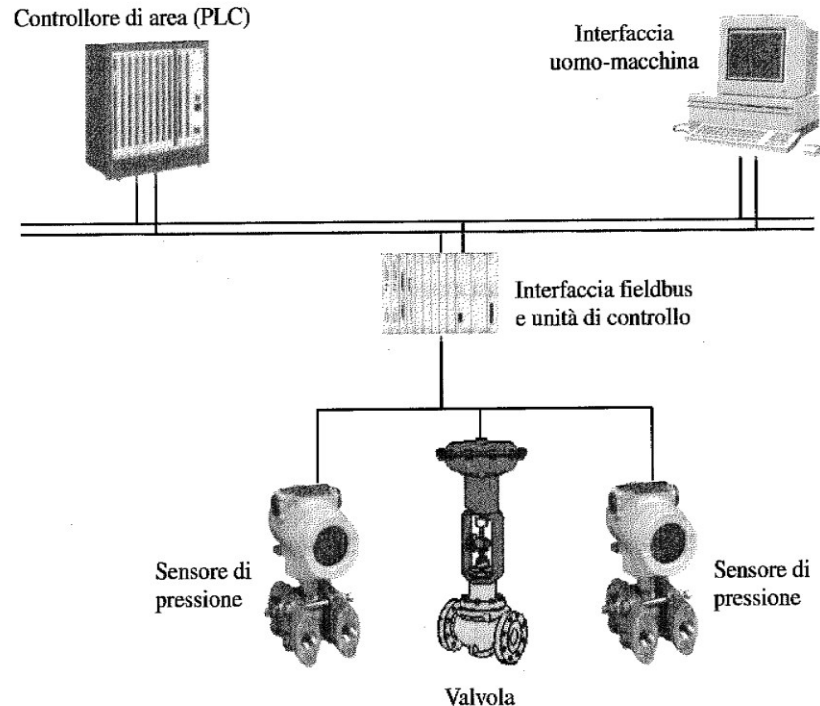 Controllore di area (PLC)
Interfaccia
uomo-macchina
Interfaccia fieldbus
e unità di controllo
Sensore di
pressione
Sensore di
pressione
Valvola